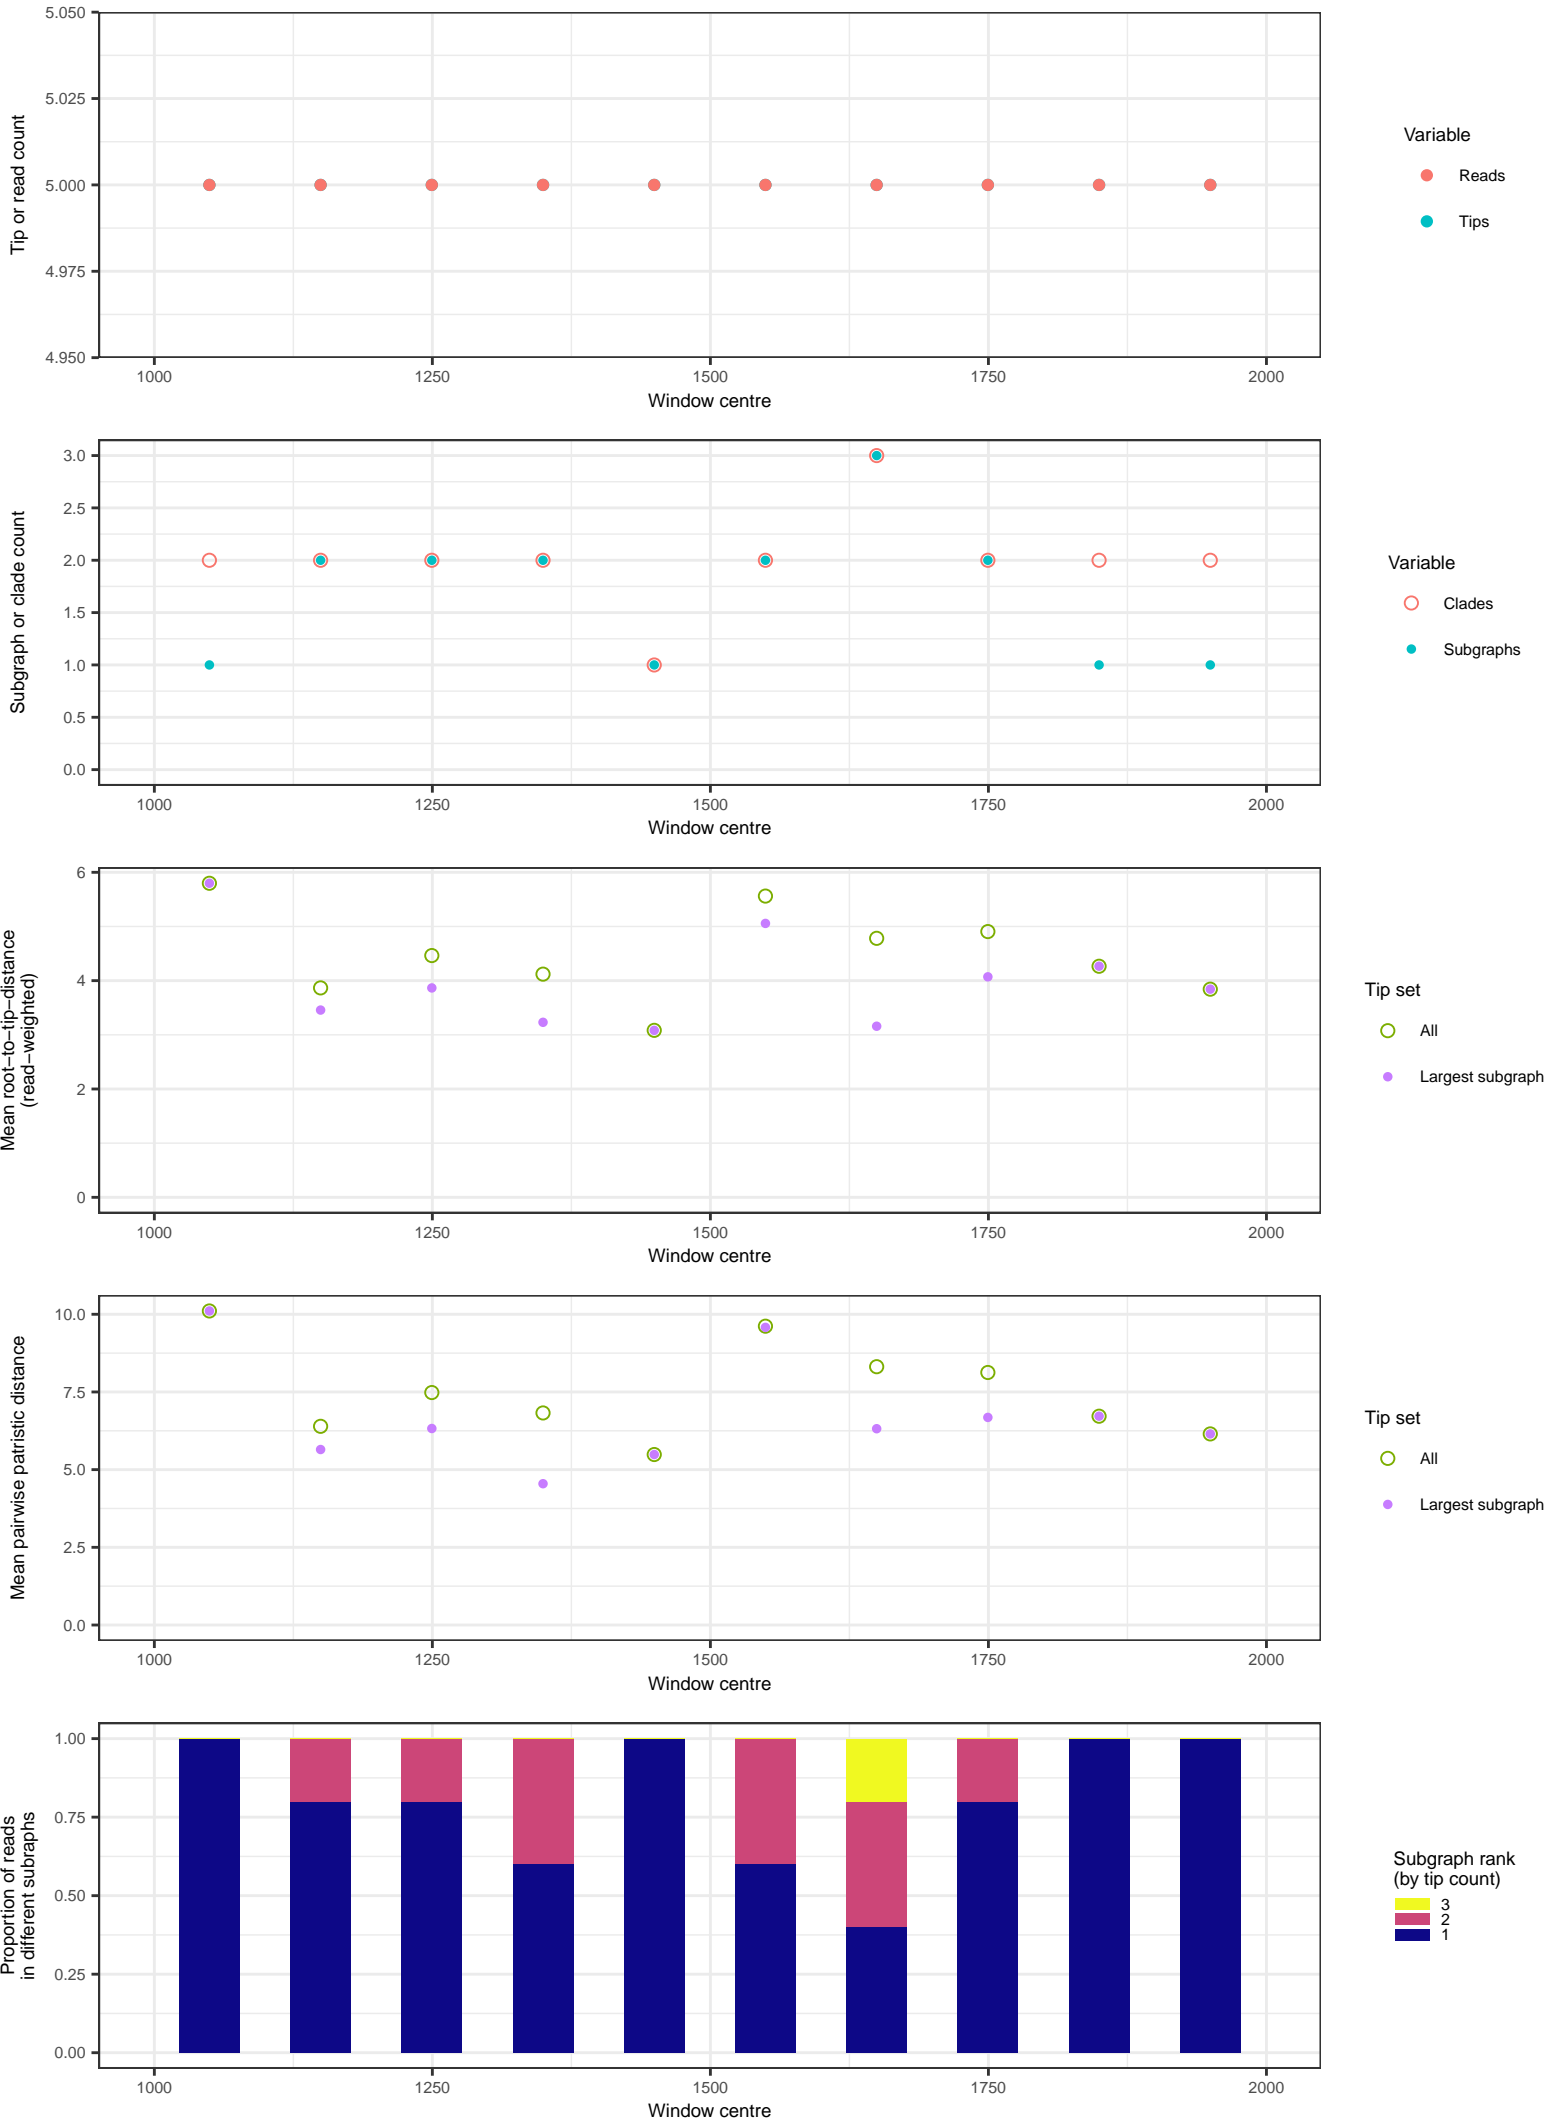 5.050
5.025
5.000
4.975
4.950
Tip or read count
1000 1250 1500 1750 2000
Window centre
Variable
Reads
Tips
3.0
2.5
2.0
1.5
1.0
0.5
0.0
Subgraph or clade count
1000 1250 1500 1750 2000
Window centre
Variable
Clades
Subgraphs
6
4
2
0
Mean root−to−tip−distance
(read−weighted)
1000 1250 1500 1750 2000
Window centre
Tip set
All
Largest subgraph
10.0
7.5
5.0
2.5
0.0
Mean pairwise patristic distance
1000 1250 1500 1750 2000
Window centre
Tip set
All
Largest subgraph
1.00
0.75
0.50
0.25
0.00
Proportion of reads
in different subraphs
1000 1250 1500 1750 2000
Window centre
Subgraph rank
(by tip count)
3
2
1